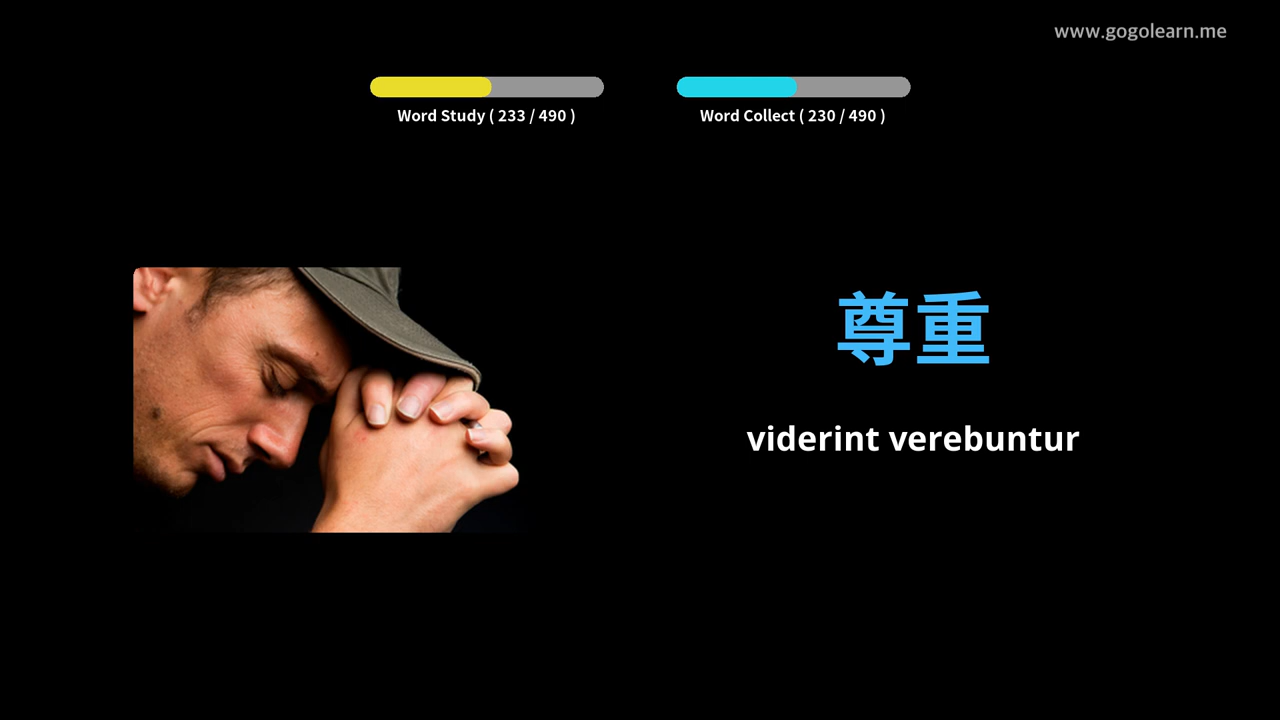 www.gogolearn.me
Word Study ( 233 / 490 )
Word Collect ( 230 / 490 )
尊重
viderint verebuntur